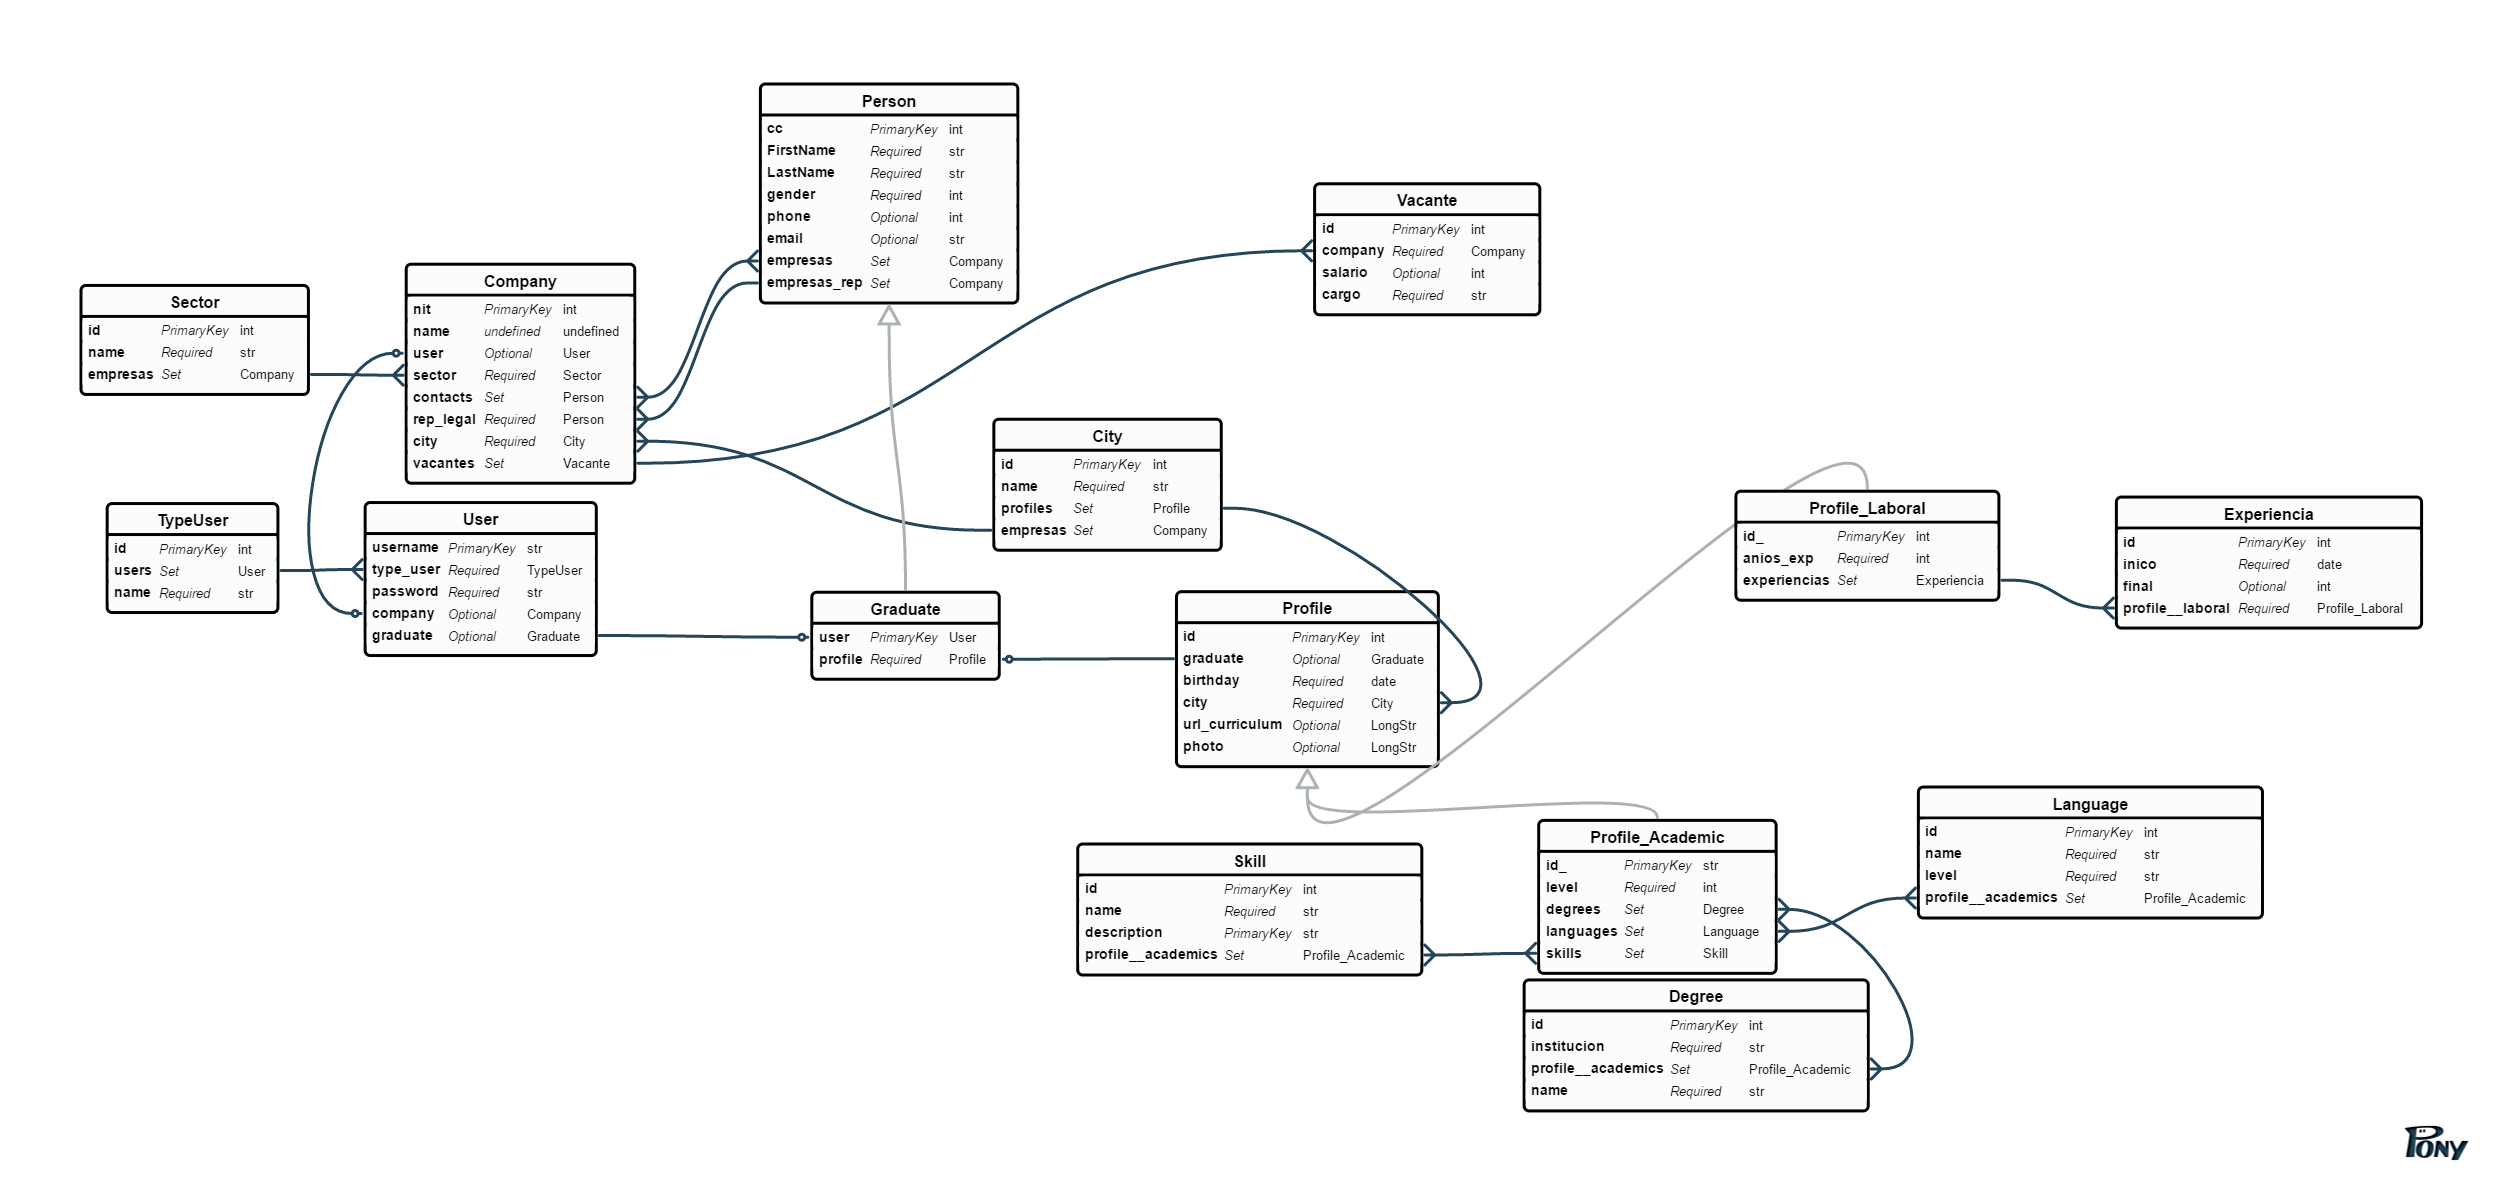 Person
cc PrimaryKey int
FirstName Required str
LastName Required str
gender Required int
phone Optional int
email Optional str
empresas Set Company
empresas_rep Set Company
Vacante
id PrimaryKey int
company Required Company
salario Optional int
cargo Required str
Company
nit PrimaryKey int
name undefined undefined
user Optional User
sector Required Sector
contacts Set Person
rep_legal Required Person
city Required City
vacantes Set Vacante
Sector
id PrimaryKey int
name Required str
empresas Set Company
City
id PrimaryKey int
name Required str
profiles Set Profile
empresas Set Company
TypeUser
id PrimaryKey int
users Set User
name Required str
User
username PrimaryKey str
type_user Required TypeUser
password Required str
company Optional Company
graduate Optional Graduate
Graduate
user PrimaryKey User
profile Required Profile
Profile
id PrimaryKey int
graduate Optional Graduate
birthday Required date
city Required City
url_curriculum Optional LongStr
photo Optional LongStr
Profile_Laboral
id_ PrimaryKey int
anios_exp Required int
experiencias Set Experiencia
Experiencia
id PrimaryKey int
inico Required date
final Optional int
profile__laboral Required Profile_Laboral
Skill
id PrimaryKey int
name Required str
description PrimaryKey str
profile__academics Set Profile_Academic
Profile_Academic
id_ PrimaryKey str
level Required int
degrees Set Degree
languages Set Language
skills Set Skill
Language
id PrimaryKey int
name Required str
level Required str
profile__academics Set Profile_Academic
Degree
id PrimaryKey int
institucion Required str
profile__academics Set Profile_Academic
name Required str
PONY